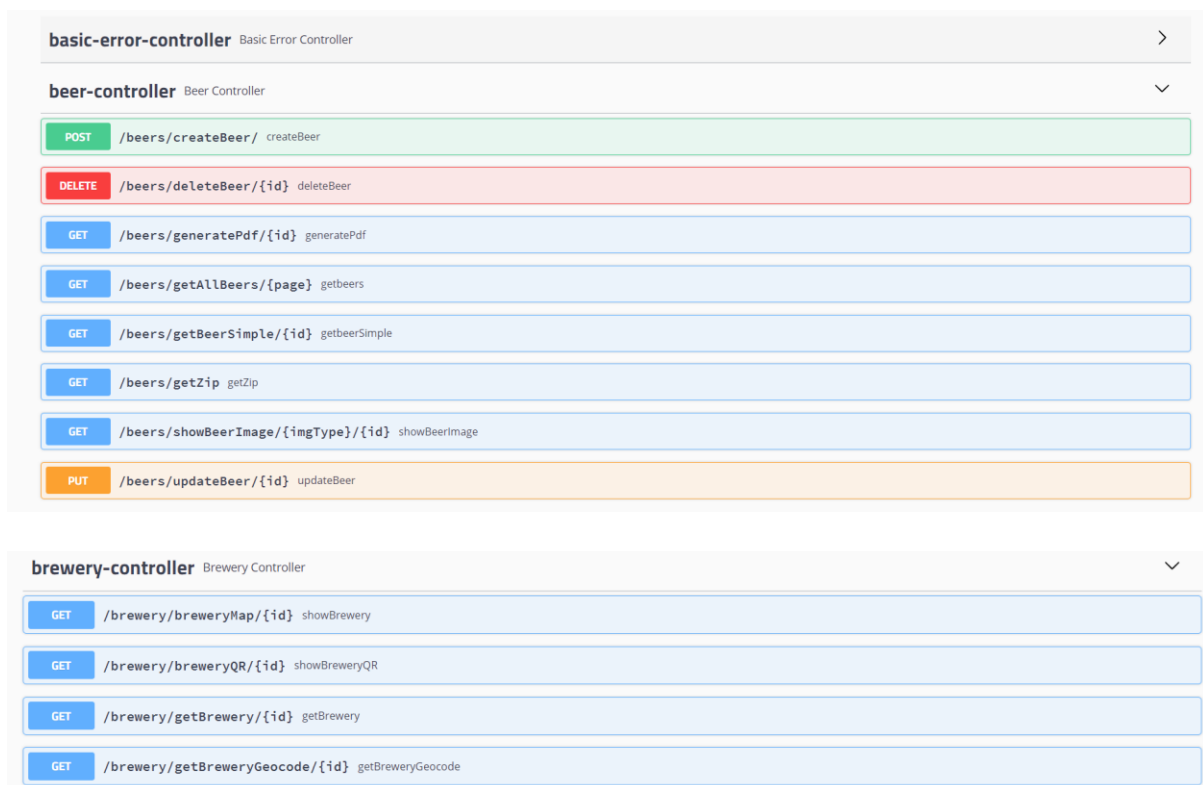 basic-error-controller Basic Error Controller
beer-controller Beer Controller
POST /beers/createBeer/ createBeer
DELETE /beers/deleteBeer/{id} deleteBeer
GET /beers/generatePdf/{id} generatePdf
GET /beers/getAllBeers/{page} getbeers
GET /beers/getBeerSimple/{id} getbeerSimple
GET /beers/getZip getZip
GET /beers/showBeerImage/{imgType}/{id} showBeerImage
PUT /beers/updateBeer/{id} updateBeer
brewery-controller Brewery Controller
GET /brewery/breweryMap/{id} showBrewery
GET /brewery/breweryQR/{id} showBreweryQR
GET /brewery/getBrewery/{id} getBrewery
GET /brewery/getBreweryGeocode/{id} getBreweryGeocode